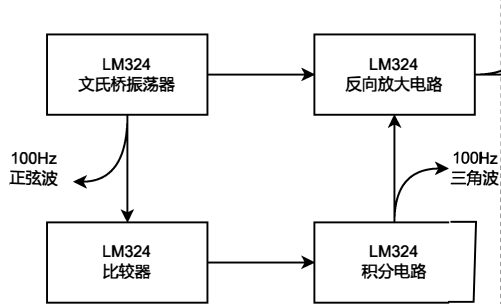 LM324
文氏桥振荡器
LM324
反向放大电路
100Hz
正弦波
100Hz
三角波
LM324
比较器
LM324
积分电路